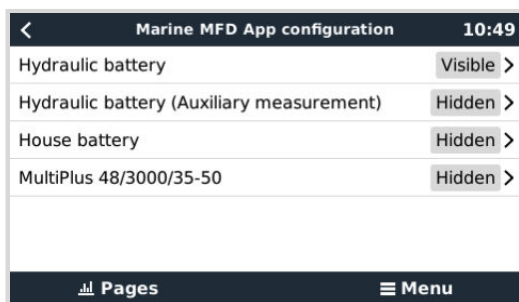 Marine MFD App configuration 10:49
Hydraulic battery Visible
Hydraulic battery (Auxiliary measurement) Hidden
House battery Hidden
MultiPlus 48/3000/35-50 Hidden
Pages Menu